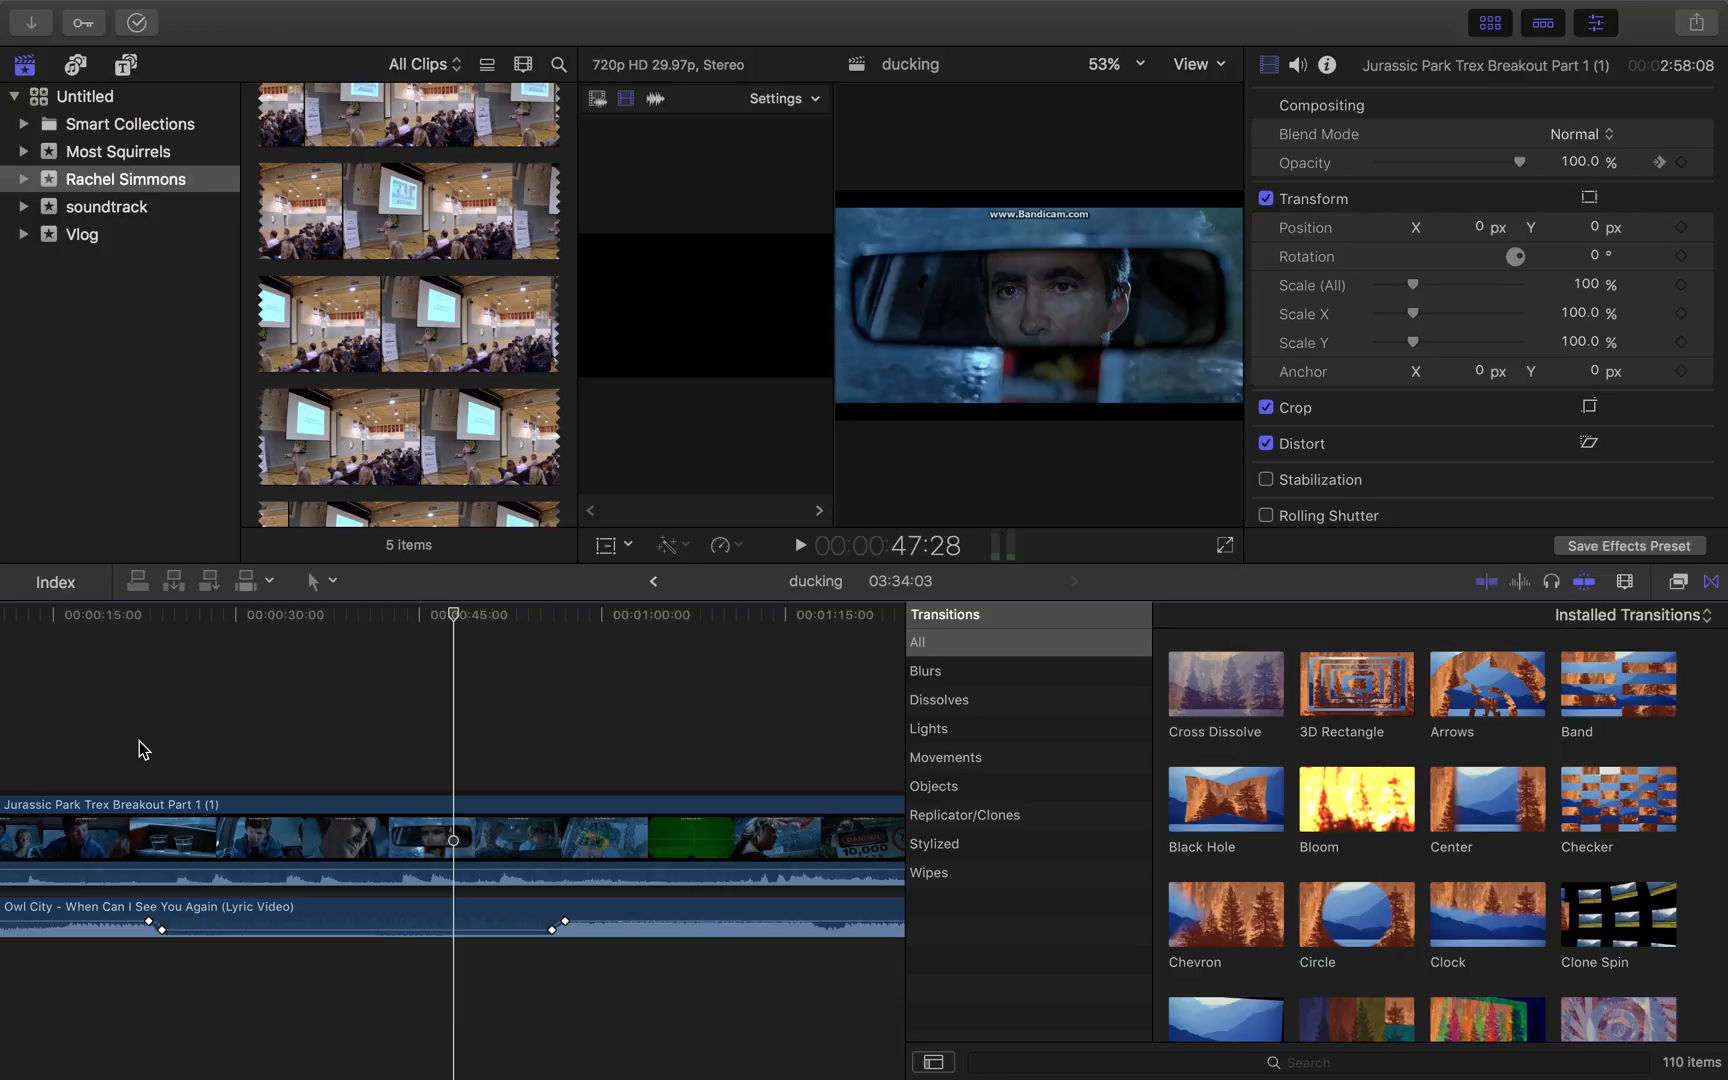 All Clips
720p HD 29.97p, Stereo
ducking
53%
View
Jurassic Park Trex Breakout Part 1 (1)
00:02:58:08
Untitled
Smart Collections
Most Squirrels
Rachel Simmons
soundtrack
Vlog
5 items
Settings
www.Bandicam.com
Compositing
Blend Mode
Normal
Opacity
100.0 %
Transform
Position X 0 px Y 0 px
Rotation 0 °
Scale (All) 100 %
Scale X 100.0 %
Scale Y 100.0 %
Anchor X 0 px Y 0 px
Crop
Distort
Stabilization
Rolling Shutter
Save Effects Preset
00:00:47:28
Index
ducking 03:34:03
00:00:15:00
00:00:30:00
00:00:45:00
00:01:00:00
00:01:15:00
Jurassic Park Trex Breakout Part 1 (1)
Owl City - When Can I See You Again (Lyric Video)
Transitions
All
Blurs
Dissolves
Lights
Movements
Objects
Replicator/Clones
Stylized
Wipes
Installed Transitions
Cross Dissolve
3D Rectangle
Arrows
Band
Black Hole
Bloom
Center
Checker
Chevron
Circle
Clock
Clone Spin
Search
110 items